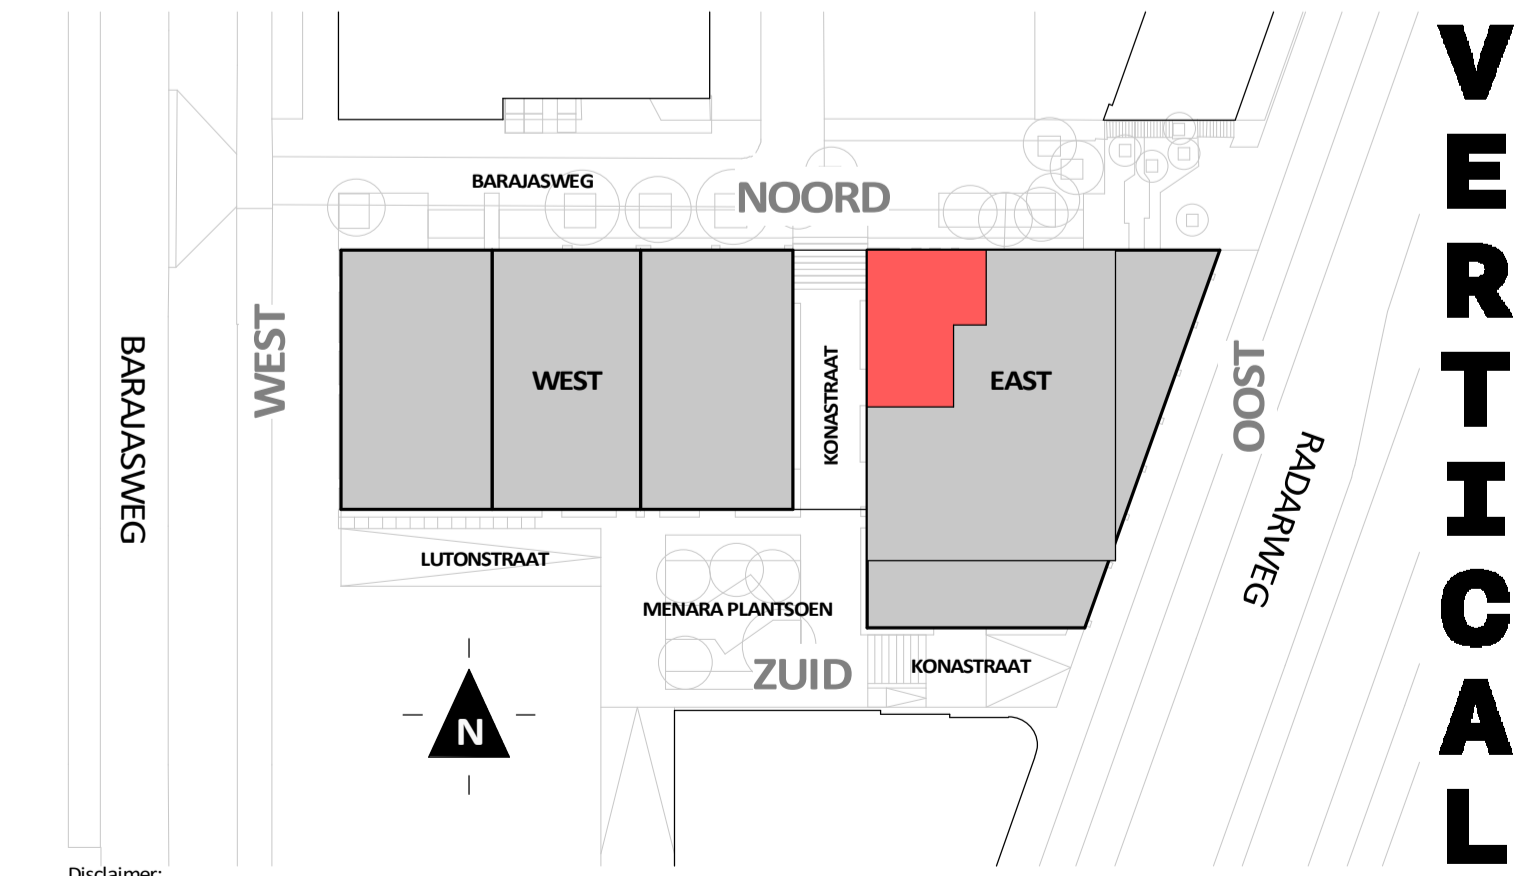 BARAJASWEG
NOORD
WEST
BARAJASWEG
WEST
KONASTRAAT
EAST
OOST
RADARWEG
LUTONSTRAAT
MENARA PLANTSOEN
ZUID
KONASTRAAT
N
VERTICAL
Disclaimer: